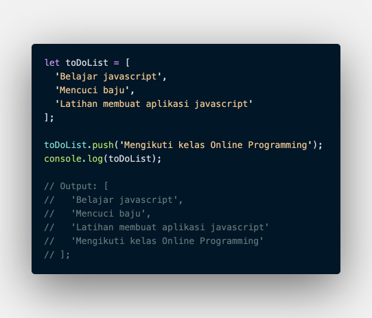 let toDoList = [
  'Belajar javascript',
  'Mencuci baju',
  'Latihan membuat aplikasi javascript'
];

toDoList.push('Mengikuti kelas Online Programming');
console.log(toDoList);

// Output: [
//   'Belajar javascript',
//   'Mencuci baju',
//   'Latihan membuat aplikasi javascript'
//   'Mengikuti kelas Online Programming'
// ];